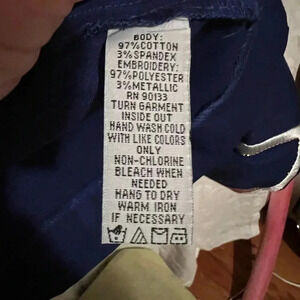 BODY:
97%COTTON
3%SPANDEX
EMBROIDERY:
97%POLYESTER
3%METALLIC
RN 90133
TURN GARMENT
INSIDE OUT
HAND WASH COLD
WITH LIKE COLORS
ONLY
NON-CHLORINE
BLEACH WHEN
NEEDED
HANG TO DRY
WARM IRON
IF NECESSARY